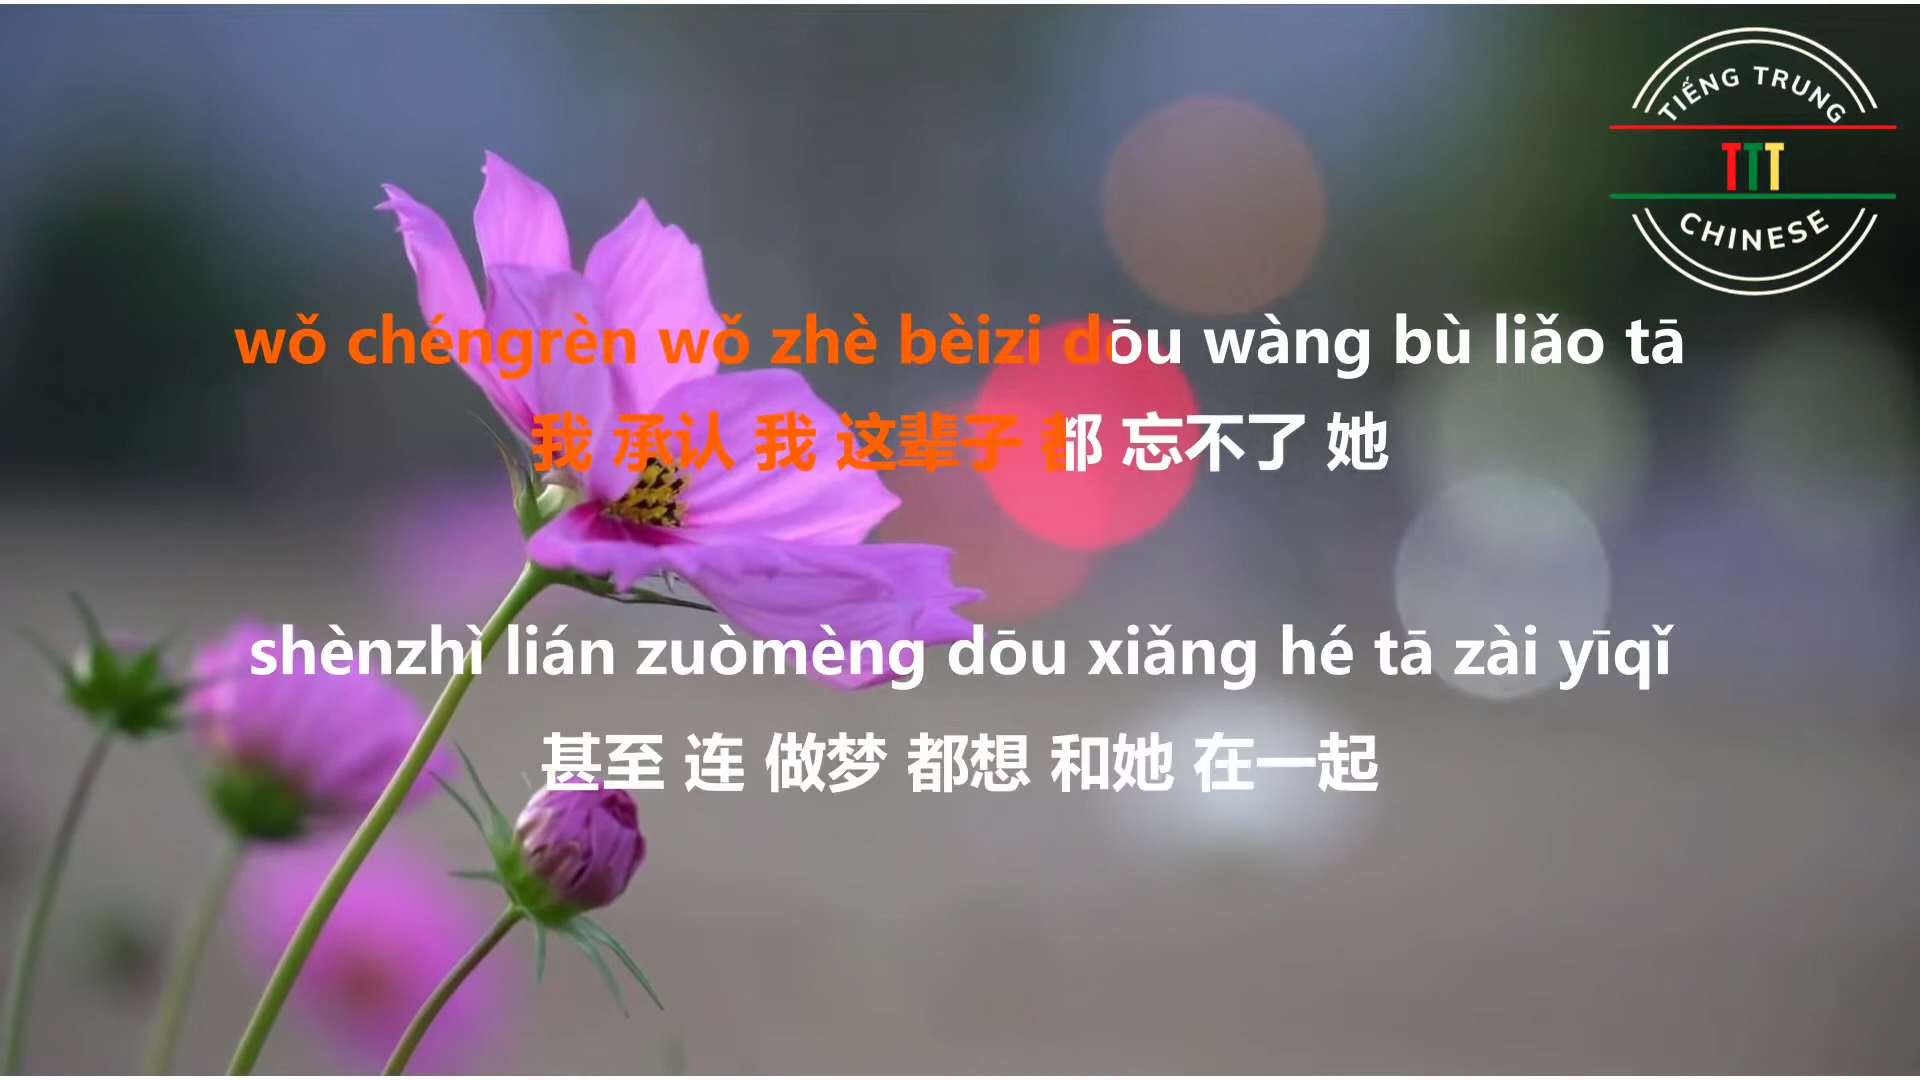 TIẾNG TRUNG
TTT
CHINESE
wǒ chéngrèn wǒ zhè bèizi dōu wàng bù liǎo tā
我 承认 我 这辈子 都 忘不了 她
shènzhì lián zuòmèng dōu xiǎng hé tā zài yīqǐ
甚至 连 做梦 都想 和她 在一起